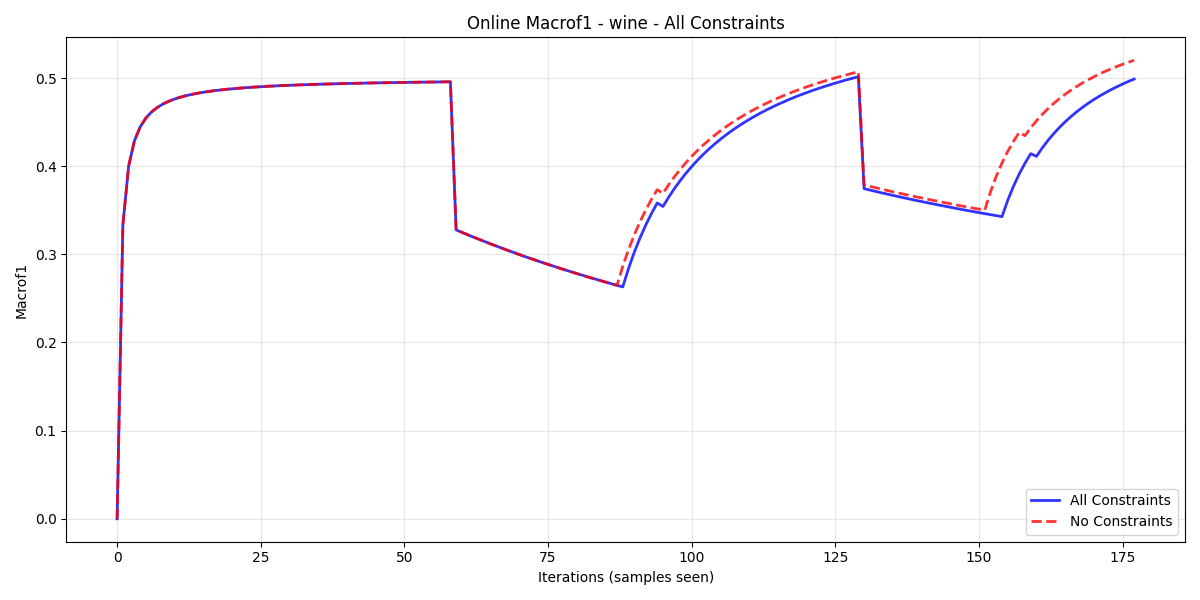 Online Macrof1 - wine - All Constraints
Macrof1
0.5
0.4
0.3
0.2
0.1
0.0
0 25 50 75 100 125 150 175
Iterations (samples seen)
All Constraints
No Constraints